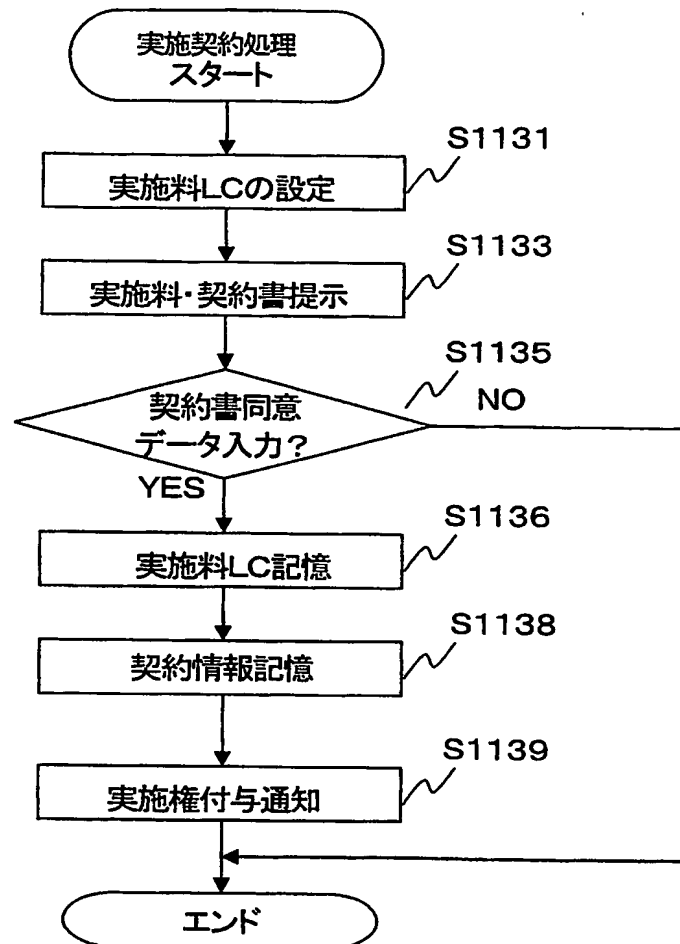 実施契約処理
スタート
S1131
実施料LCの設定
S1133
実施料・契約書提示
S1135
契約書同意
データ入力?
NO
YES
S1136
実施料LC記憶
S1138
契約情報記憶
S1139
実施権付与通知
エンド